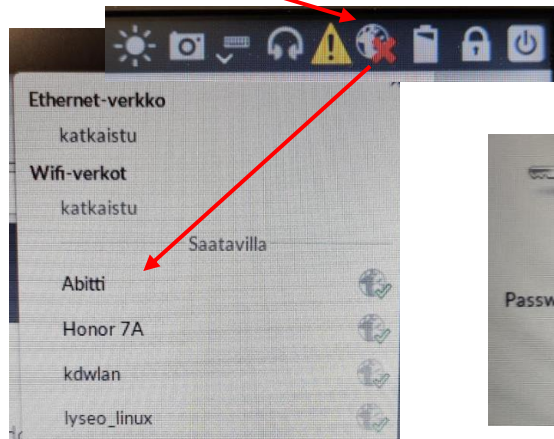 Ethernet-verkko
katkaistu
Wifi-verkot
katkaistu
Saatavilla
Abitti
Honor 7A
kdwlan
lyseo_linux
Passw